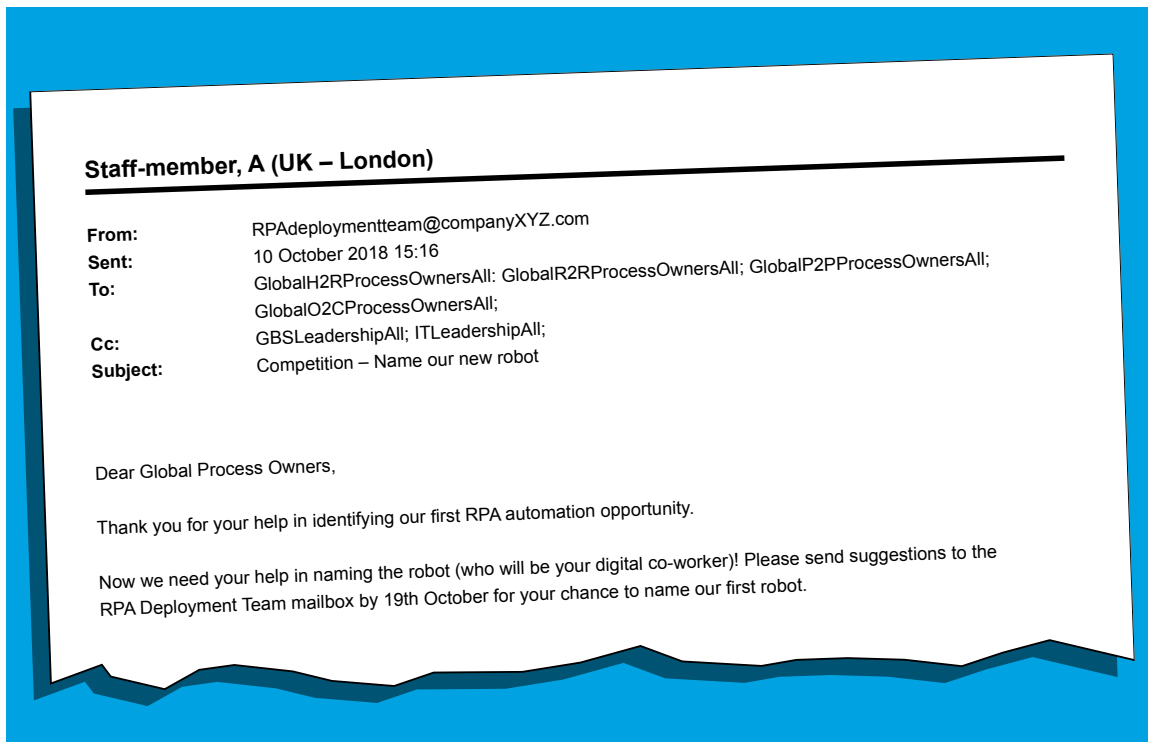 Staff-member, A (UK – London)
From: RPAdeploymentteam@companyXYZ.com
Sent: 10 October 2018 15:16
To: GlobalH2RProcessOwnersAll: GlobalR2RProcessOwnersAll; GlobalP2PProcessOwnersAll;
GlobalO2CProcessOwnersAll;
Cc: GBSLeadershipAll; ITLeadershipAll;
Subject: Competition – Name our new robot
Dear Global Process Owners,
Thank you for your help in identifying our first RPA automation opportunity.
Now we need your help in naming the robot (who will be your digital co-worker)! Please send suggestions to the
RPA Deployment Team mailbox by 19th October for your chance to name our first robot.